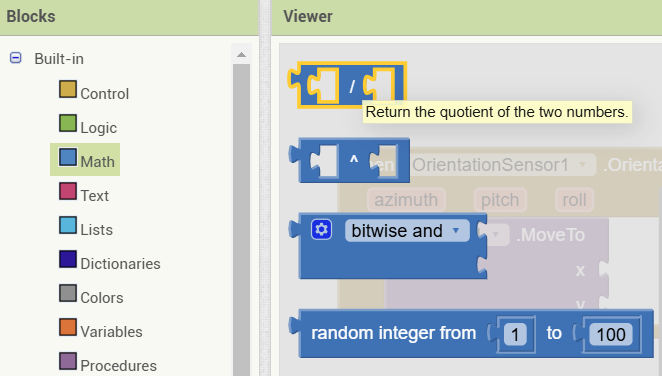 Blocks
Viewer
Built-in
Control
Logic
Math
Text
Lists
Dictionaries
Colors
Variables
Procedures
/
Return the quotient of the two numbers.
^
OrientationSensor1 .Orienta
azimuth pitch roll
bitwise and
.MoveTo
x
y
random integer from 1 to 100